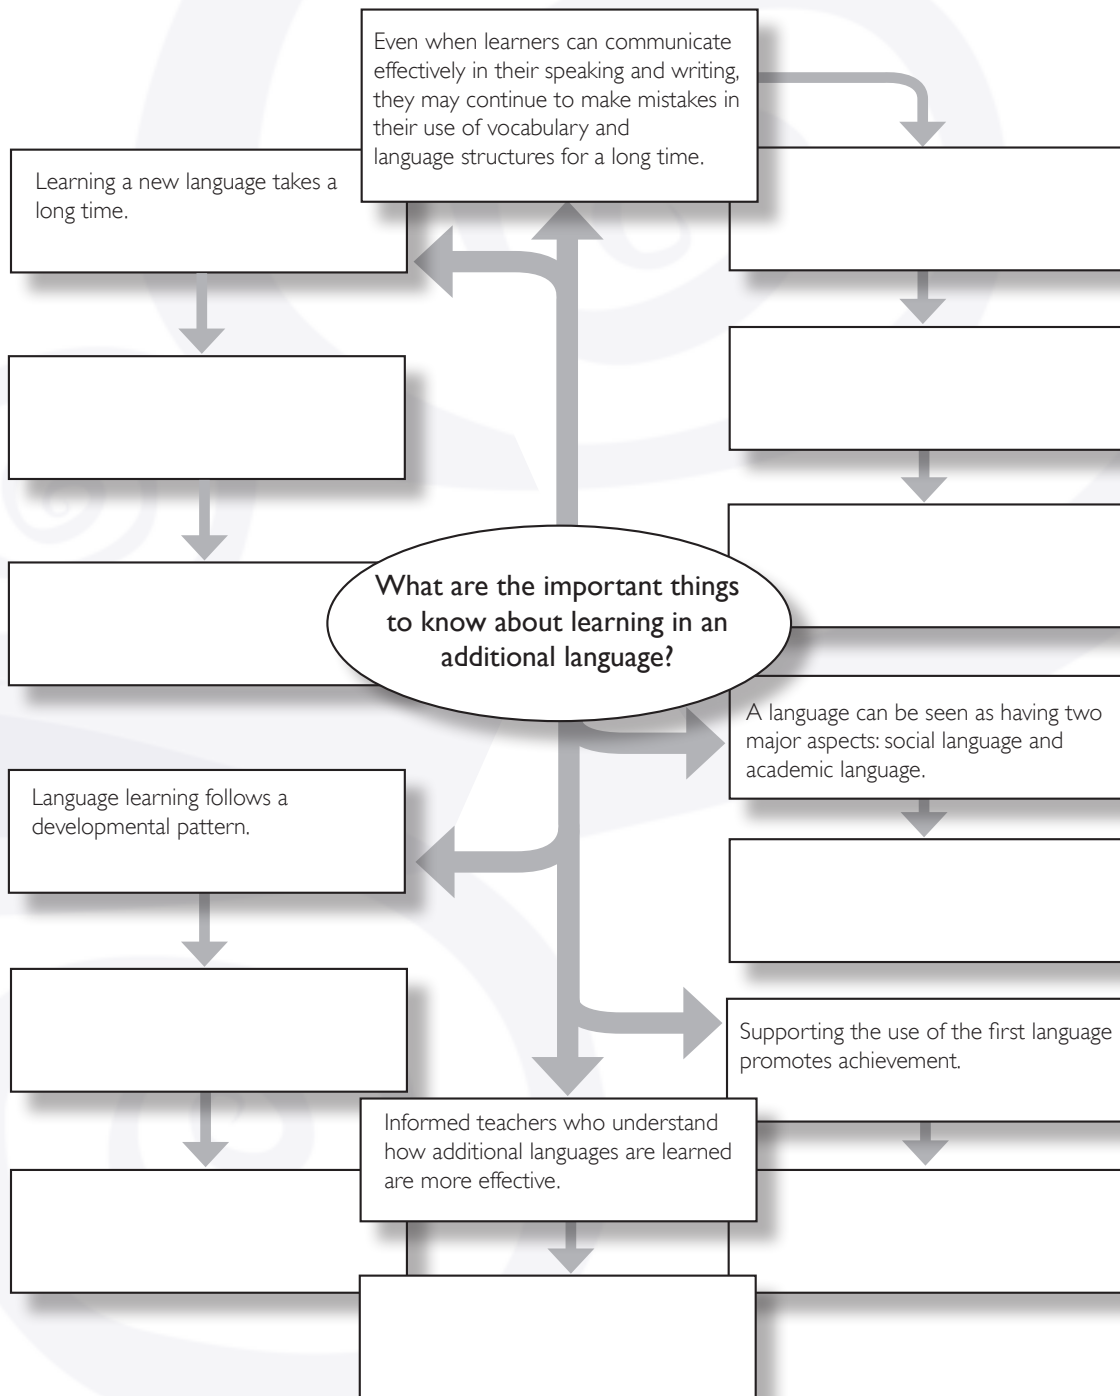 Even when learners can communicate
effectively in their speaking and writing,
they may continue to make mistakes in
their use of vocabulary and
language structures for a long time.
Learning a new language takes a
long time.
What are the important things
to know about learning in an
additional language?
A language can be seen as having two
major aspects: social language and
academic language.
Language learning follows a
developmental pattern.
Supporting the use of the first language
promotes achievement.
Informed teachers who understand
how additional languages are learned
are more effective.